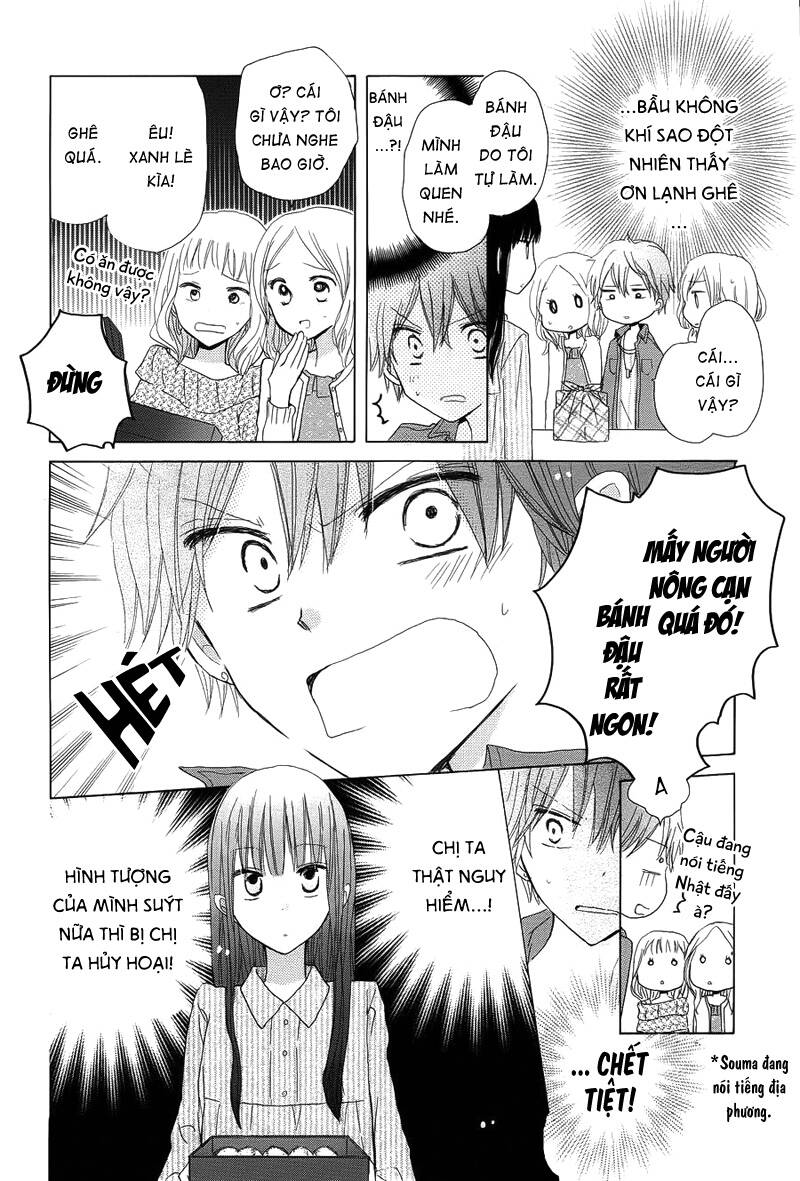 ...BẦU KHÔNG
KHÍ SAO ĐỘT
NHIÊN THẤY
ƠN LẠNH GHÊ
...
CÁI...
CÁI GÌ
VẬY?
BÁNH
ĐẬU
DO TÔI
TỰ LÀM.
MÌNH
LÀM
QUEN
NHÉ.
BÁNH
ĐẬU
...?!
Ơ? CÁI
GÌ VẬY? TÔI
CHƯA NGHE
BAO GIỜ.
ÊU!
XANH LÈ
KÌA!
GHÊ
QUÁ.
Có ăn được
không vậy?
ĐỪNG
MẤY NGƯỜI
NÔNG CẠN
QUÁ ĐÓ!
BÁNH
ĐẬU
RẤT
NGON!
HÉT
A
Cậu đang
nói tiếng
Nhật đấy
à?
*Souma đang
nói tiếng địa
phương.
... CHẾT
TIỆT!
CHỊ TA
THẬT NGUY
HIỂM...!
HÌNH TƯỢNG
CỦA MÌNH SUÝT
NỮA THÌ BỊ CHỊ
TA HỦY HOẠI!